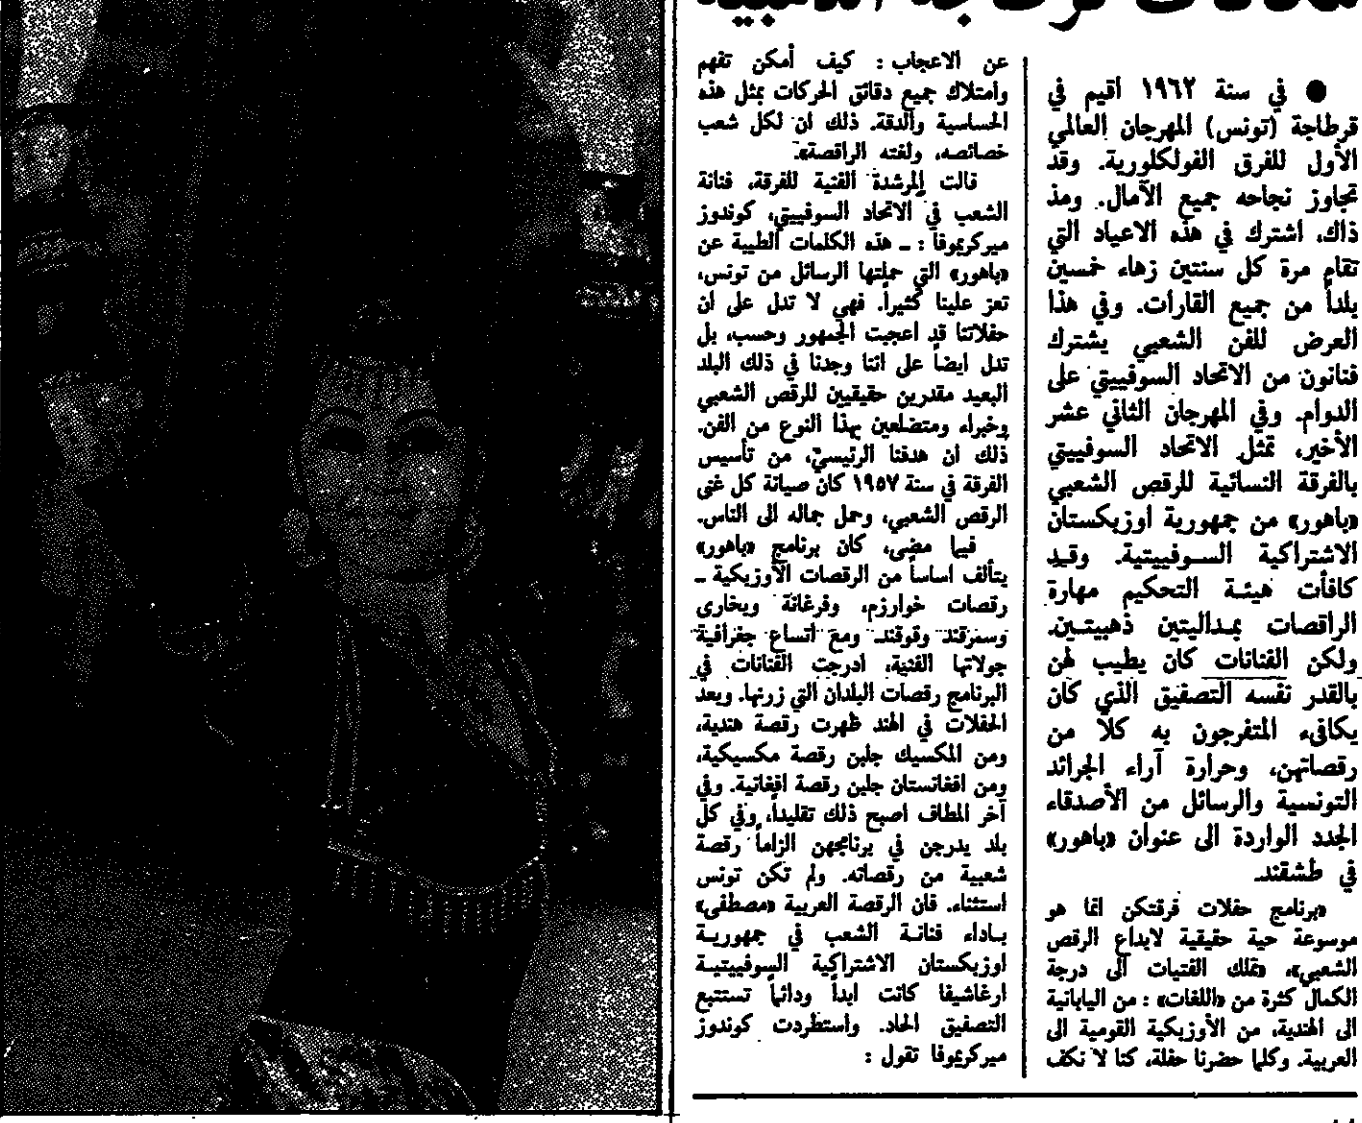 قرطاجة الذهبية
● في سنة ١٩٦٢ اقيم في
قرطاجة (تونس) المهرجان العالمي
الأول للفرق الفولكلورية. وقد
تجاوز نجاحه جميع الآمال. ومذ
ذاك، اشترك في هذه الاعياد التي
تقام مرة كل سنتين زهاء خمسين
بلداً من جميع القارات. وفي هذا
العرض للفن الشعبي يشترك
فنانون من الاتحاد السوفييتي على
الدوام. وفي المهرجان الثاني عشر
الأخير، تمثل الاتحاد السوفييتي
بالفرقة النسائية للرقص الشعبي
«باهور» من جمهورية اوزبكستان
الاشتراكية السوفييتية. وقد
كافأت هيئة التحكيم مهارة
الراقصات بمداليتين ذهبيتين.
ولكن الفنانات كان يطيب لهن
بالقدر نفسه التصفيق الذي كان
يكافىء المتفرجون به كلاً من
رقصاتهن، وحرارة آراء الجرائد
التونسية والرسائل من الأصدقاء
الجدد الواردة الى عنوان «باهور»
في طشقند.
«برنامج حفلات فرقتكن انما هو
موسوعة حية حقيقية لابداع الرقص
الشعبي»، «تملك الفتيات الى درجة
الكمال كثرة من «اللغات» : من اليابانية
الى الهندية، من الأوزبكية القومية الى
العربية. وكلما حضرنا حفلة، كنا لا نكف
عن الاعجاب : كيف أمكن تفهم
وامتلاك جميع دقائق الحركات بمثل هذه
الحساسية والدقة. ذلك ان لكل شعب
خصائصه، ولغته الراقصة».
قالت المرشدة الفنية للفرقة، فنانة
الشعب في الاتحاد السوفييتي، كوندوز
ميركريموفا : ــ هذه الكلمات الطيبة عن
«باهور» التي حملتها الرسائل من تونس،
تعز علينا كثيراً. فهي لا تدل على ان
حفلاتنا قد اعجبت الجمهور وحسب، بل
تدل ايضاً على اننا وجدنا في ذلك البلد
البعيد مقدرين حقيقيين للرقص الشعبي
وخبراء ومتضلعين بهذا النوع من الفن.
ذلك ان هدفنا الرئيسي، من تأسيس
الفرقة في سنة ١٩٥٧ كان صيانة كل غنى
الرقص الشعبي، وحمل جماله الى الناس.
فيما مضى، كان برنامج «باهور»
يتألف اساساً من الرقصات الأوزبكية ــ
رقصات خوارزم، وفرغانة وبخارى
وسمرقند وقوقند. ومع اتساع جغرافية
جولاتها الفنية، ادرجت الفنانات في
البرنامج رقصات البلدان التي زرنها. وبعد
الحفلات في الهند ظهرت رقصة هندية،
ومن المكسيك جلبن رقصة مكسيكية،
ومن افغانستان جلبن رقصة افغانية. وفي
آخر المطاف اصبح ذلك تقليداً، وفي كل
بلد يدرجن في برنامجهن الزاماً رقصة
شعبية من رقصاته. ولم تكن تونس
استثناء. فان الرقصة العربية «مصطفى»
بـاداء فنانـة الشعب في جمهوريـة
اوزبكستان الاشتراكية السوفييتيـة
ارغاشيفا كانت ابداً ودائماً تستتبع
التصفيق الحاد. واستطردت كوندوز
ميركريموفا تقول :